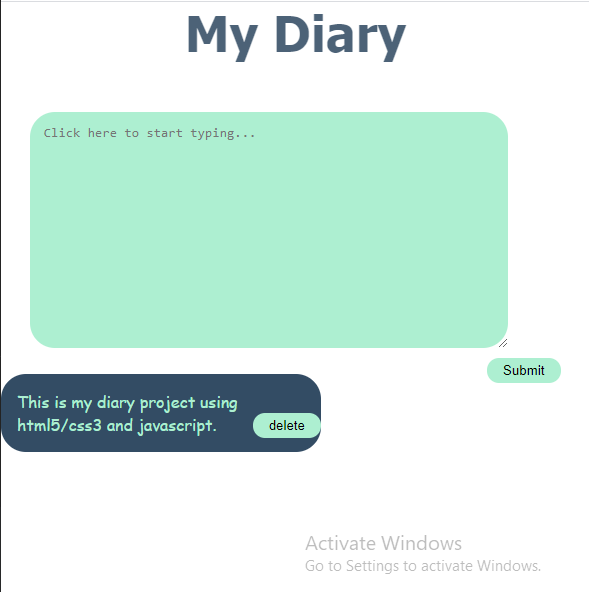 My Diary
Click here to start typing...
Submit
This is my diary project using
html5/css3 and javascript.
delete
Activate Windows
Go to Settings to activate Windows.